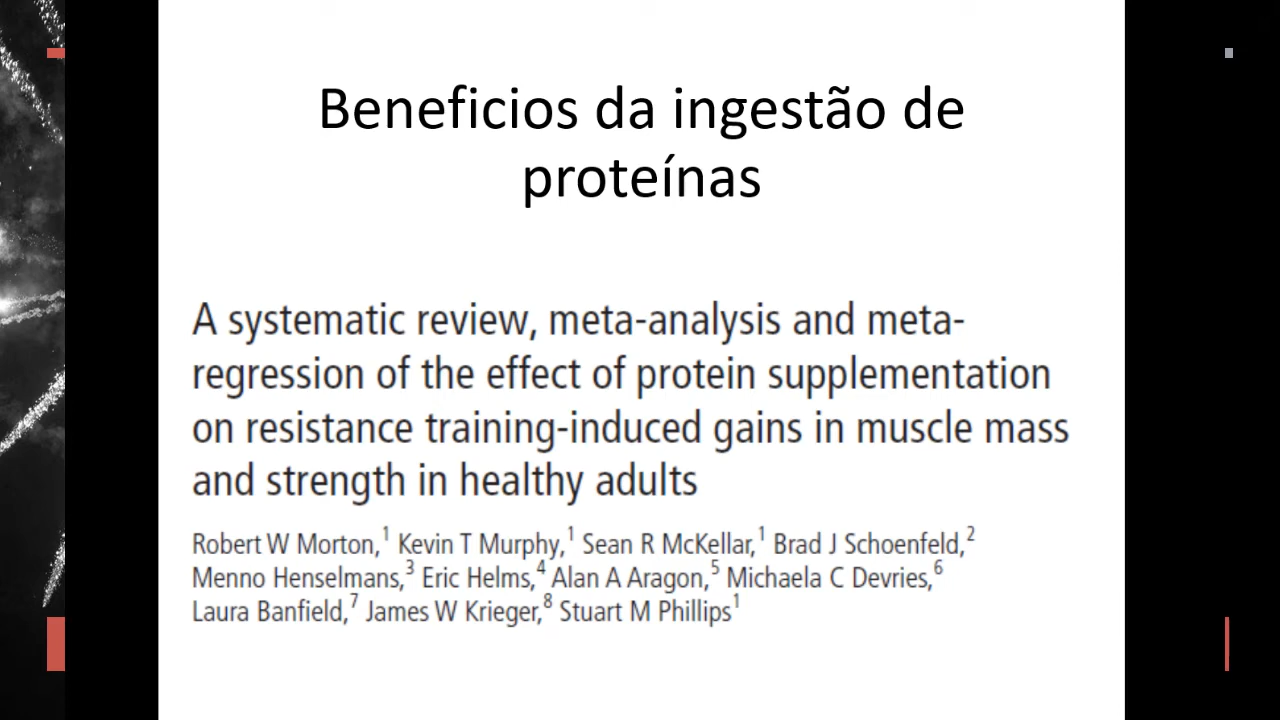 Beneficios da ingestão de
proteínas
A systematic review, meta-analysis and meta-
regression of the effect of protein supplementation
on resistance training-induced gains in muscle mass
and strength in healthy adults
Robert W Morton,¹ Kevin T Murphy,¹ Sean R McKellar,¹ Brad J Schoenfeld,²
Menno Henselmans,³ Eric Helms,⁴ Alan A Aragon,⁵ Michaela C Devries,⁶
Laura Banfield,⁷ James W Krieger,⁸ Stuart M Phillips¹